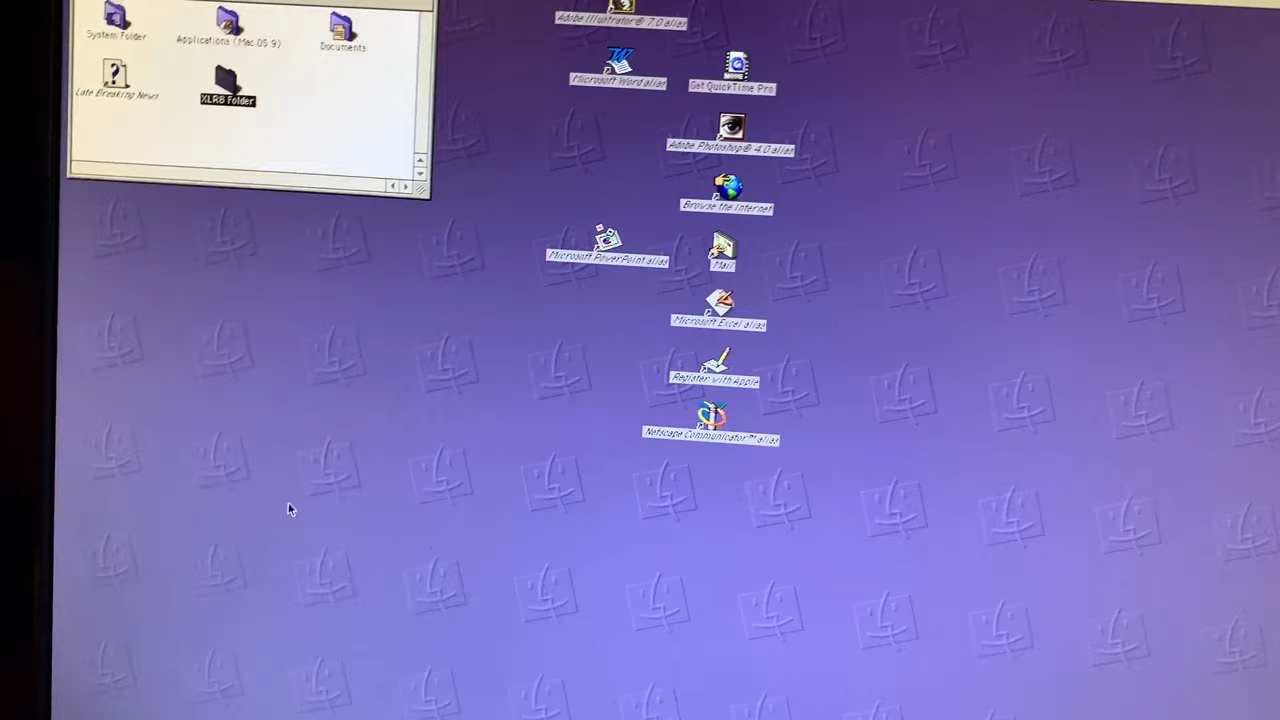 System Folder
Applications (Mac OS 9)
Documents
Late Breaking News
XLR8 Folder
Adobe Illustrator® 7.0 alias
Microsoft Word alias
Get QuickTime Pro
MOVIE
Adobe Photoshop® 4.0 alias
Browse the Internet
Microsoft PowerPoint alias
Mail
Microsoft Excel alias
Register with Apple
Netscape Communicator™ alias